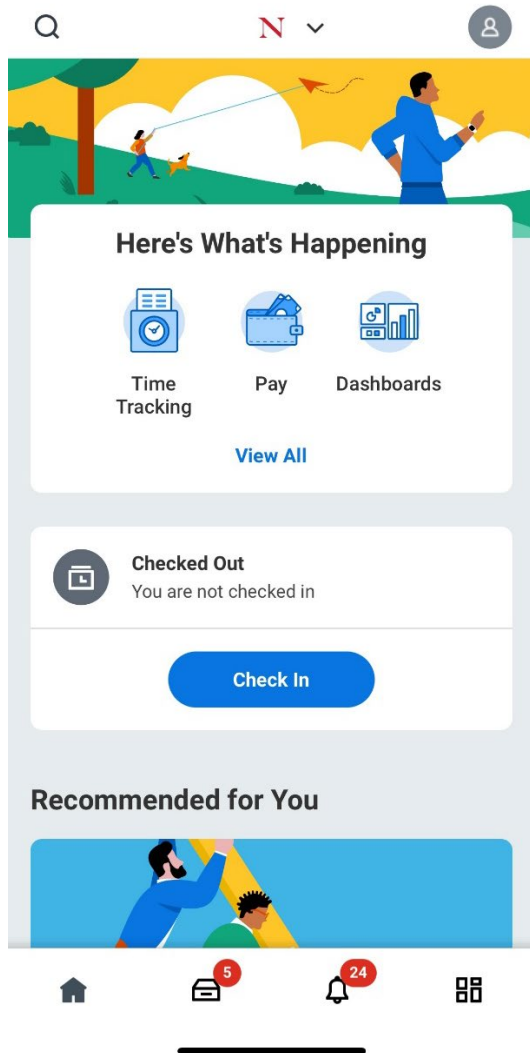 N
Here's What's Happening
Time
Tracking
Pay
Dashboards
View All
Checked Out
You are not checked in
Check In
Recommended for You
5
24